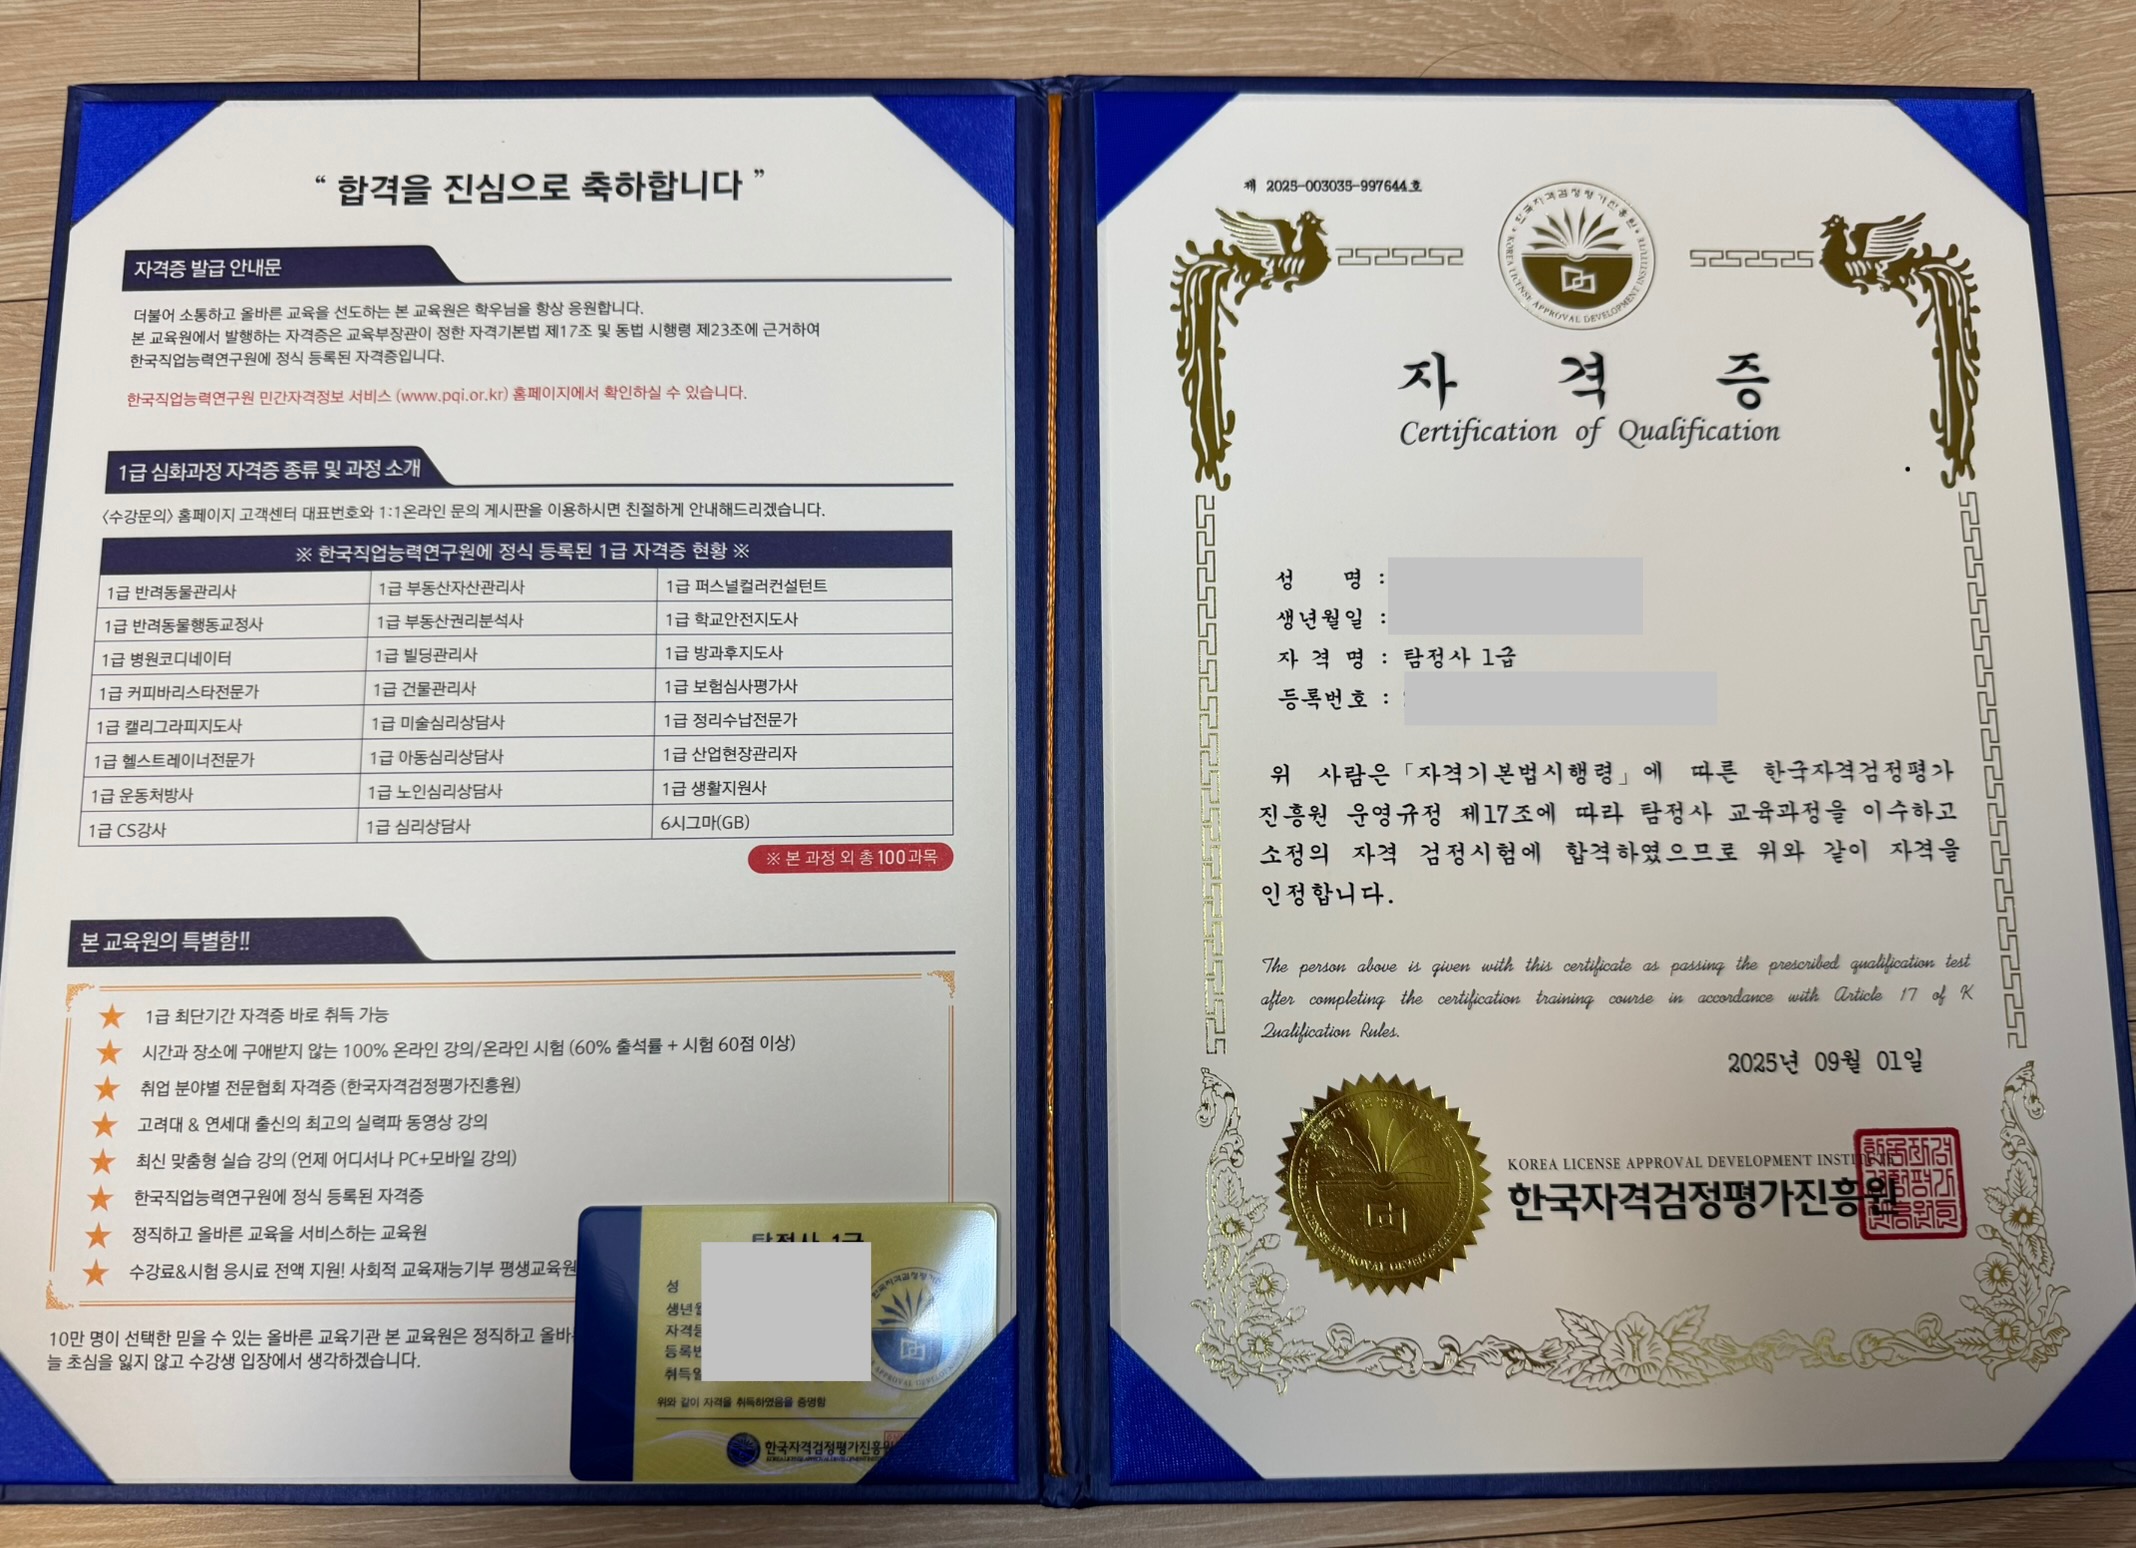 “ 합격을 진심으로 축하합니다 ”
자격증 발급 안내문
더불어 소통하고 올바른 교육을 선도하는 본 교육원은 학우님을 항상 응원합니다.
본 교육원에서 발행하는 자격증은 교육부장관이 정한 자격기본법 제17조 및 동법 시행령 제23조에 근거하여
한국직업능력연구원에 정식 등록된 자격증입니다.
한국직업능력연구원 민간자격정보 서비스 (www.pqi.or.kr) 홈페이지에서 확인하실 수 있습니다.
1급 심화과정 자격증 종류 및 과정 소개
<수강문의> 홈페이지 고객센터 대표번호와 1:1온라인 문의 게시판을 이용하시면 친절하게 안내해드리겠습니다.
※ 한국직업능력연구원에 정식 등록된 1급 자격증 현황 ※
1급 반려동물관리사 1급 부동산자산관리사 1급 퍼스널컬러컨설턴트
1급 반려동물행동교정사 1급 부동산권리분석사 1급 학교안전지도사
1급 병원코디네이터 1급 빌딩관리사 1급 방과후지도사
1급 커피바리스타전문가 1급 건물관리사 1급 보험심사평가사
1급 캘리그라피지도사 1급 미술심리상담사 1급 정리수납전문가
1급 헬스트레이너전문가 1급 아동심리상담사 1급 산업현장관리자
1급 운동처방사 1급 노인심리상담사 1급 생활지원사
1급 CS강사 1급 심리상담사 6시그마(GB)
※ 본 과정 외 총 100과목
본 교육원의 특별함!!
1급 최단기간 자격증 바로 취득 가능
시간과 장소에 구애받지 않는 100% 온라인 강의/온라인 시험 (60% 출석률 + 시험 60점 이상)
취업 분야별 전문협회 자격증 (한국자격검정평가진흥원)
고려대 & 연세대 출신의 최고의 실력파 동영상 강의
최신 맞춤형 실습 강의 (언제 어디서나 PC+모바일 강의)
한국직업능력연구원에 정식 등록된 자격증
정직하고 올바른 교육을 서비스하는 교육원
수강료&시험 응시료 전액 지원! 사회적 교육재능기부 평생교육원
10만 명이 선택한 믿을 수 있는 올바른 교육기관 본 교육원은 정직하고 올바
늘 초심을 잃지 않고 수강생 입장에서 생각하겠습니다.
탐정사 1급
성
생년월
자격등
등록번
취득일
위와 같이 자격을 취득하였음을 증명함
한국자격검정평가진흥원
KOREA LICENSE APPROVAL DEVELOPMENT
제 2025-003035-997644호
한국자격검정평가진흥원
KOREA LICENSE APPROVAL DEVELOPMENT INSTITUTE
자 격 증
Certification of Qualification
성 명 :
생년월일 :
자 격 명 : 탐정사 1급
등록번호 :
위 사람은「자격기본법시행령」에 따른 한국자격검정평가
진흥원 운영규정 제17조에 따라 탐정사 교육과정을 이수하고
소정의 자격 검정시험에 합격하였으므로 위와 같이 자격을
인정합니다.
The person above is given with this certificate as passing the prescribed qualification test
after completing the certification training course in accordance with Article 17 of K
Qualification Rules.
2025년 09월 01일
KOREA LICENSE APPROVAL DEVELOPMENT INSTITUTE
한국자격검정평가진흥원